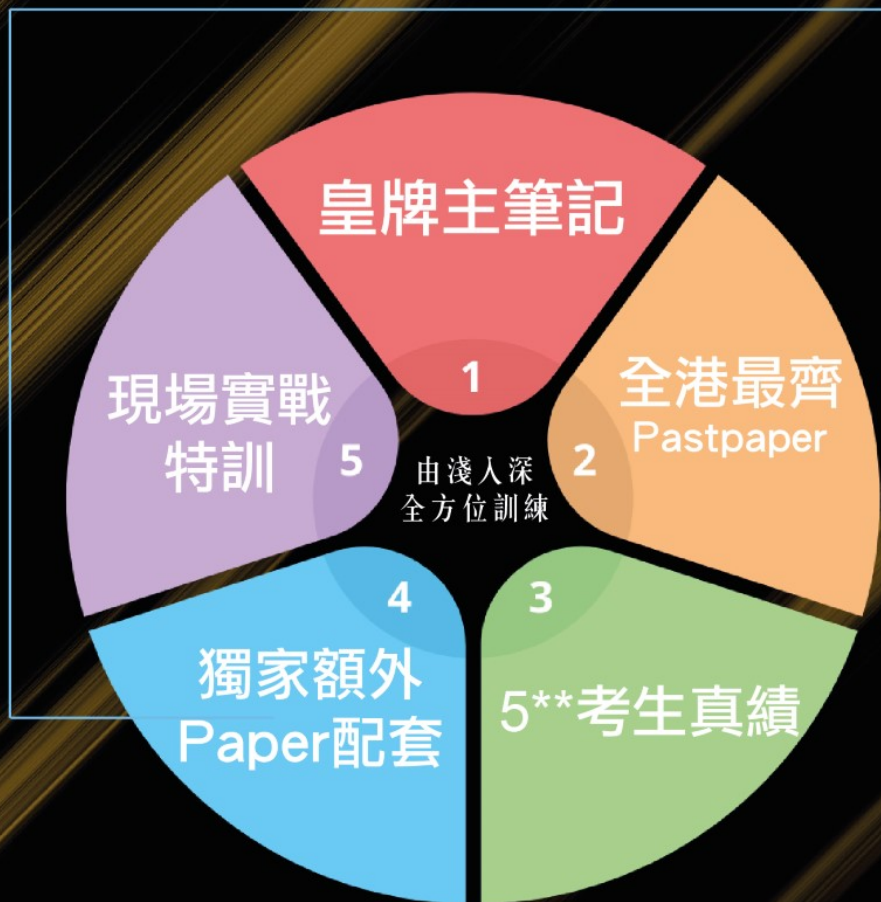 皇牌主筆記
1
全港最齊
Pastpaper
2
3
5**考生真績
4
獨家額外
Paper配套
現場實戰
特訓
5
由淺入深
全方位訓練